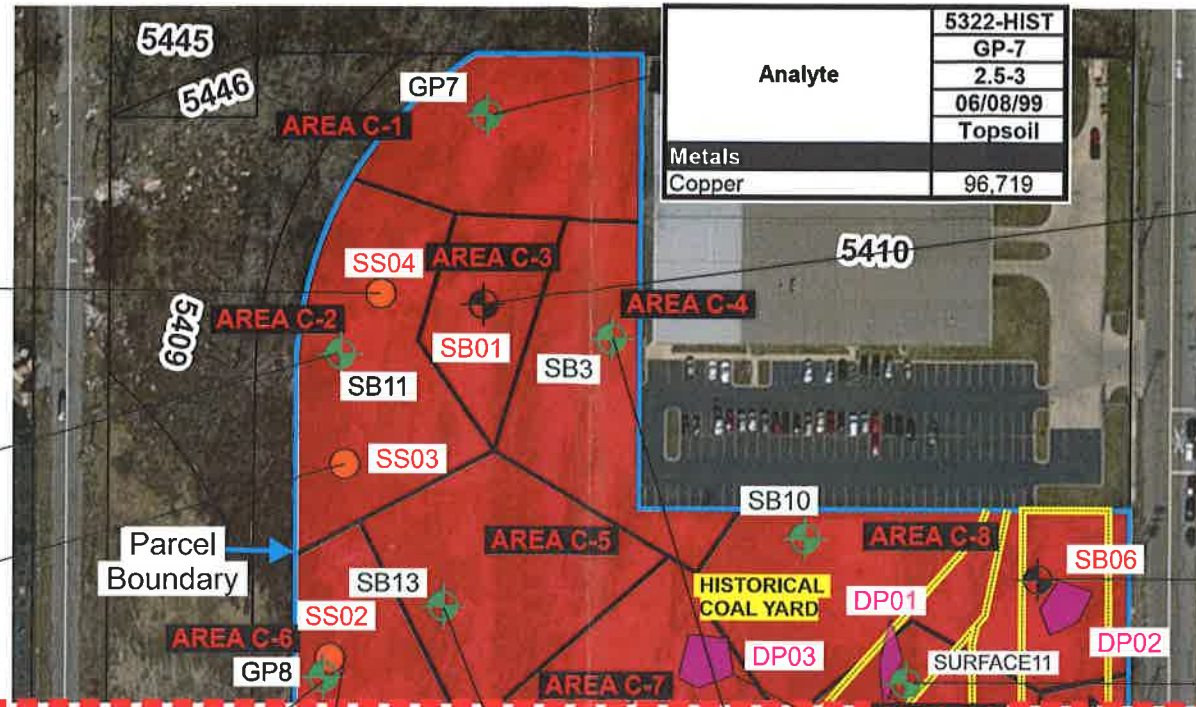 5445
5446
GP7
AREA C-1
Analyte
5322-HIST
GP-7
2.5-3
06/08/99
Topsoil
Metals
Copper 96,719
5410
SS04
AREA C-3
AREA C-2
5409
SB01
AREA C-4
SB3
SB11
SS03
SB10
Parcel
Boundary
AREA C-5
AREA C-8
SB06
SB13
HISTORICAL
COAL YARD
DP01
SS02
AREA C-6
GP8
DP03
SURFACE11
DP02
AREA C-7